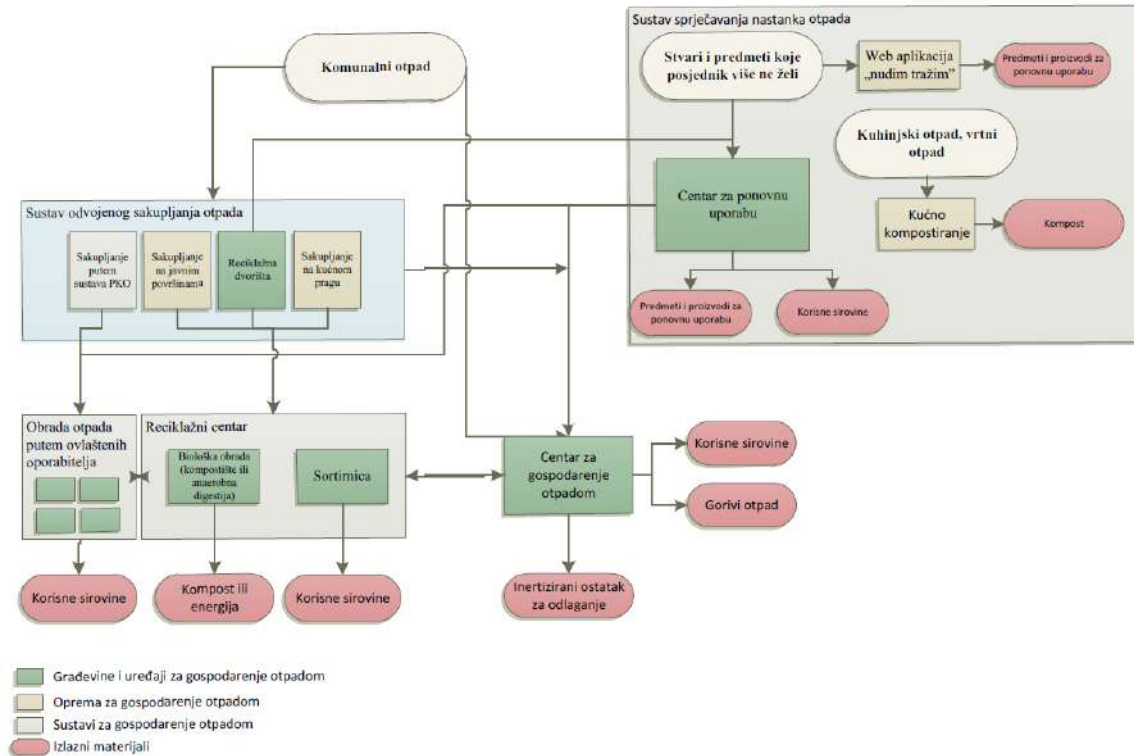 Sustav sprječavanja nastanka otpada
Komunalni otpad
Stvari i predmeti koje
posjednik više ne želi
Web aplikacija
„nudim tražim”
Predmeti i proizvodi za
ponovnu uporabu
Kuhinjski otpad, vrtni
otpad
Centar za ponovnu
uporabu
Kućno
kompostiranje
Kompost
Predmeti i proizvodi za
ponovnu uporabu
Korisne sirovine
Sustav odvojenog sakupljanja otpada
Sakupljanje
putem
sustava PKO
Sakupljanje
na javnim
površinama
Reciklažna
dvorišta
Sakupljanje
na kućnom
pragu
Obrada otpada
putem ovlaštenih
oporabitelja
Reciklažni centar
Biološka obrada
(kompostište ili
anaerobna
digestija)
Sortirnica
Centar za
gospodarenje
otpadom
Korisne sirovine
Gorivi otpad
Korisne sirovine
Kompost ili
energija
Korisne sirovine
Inertizirani ostatak
za odlaganje
Građevine i uređaji za gospodarenje otpadom
Oprema za gospodarenje otpadom
Sustavi za gospodarenje otpadom
Izlazni materijali